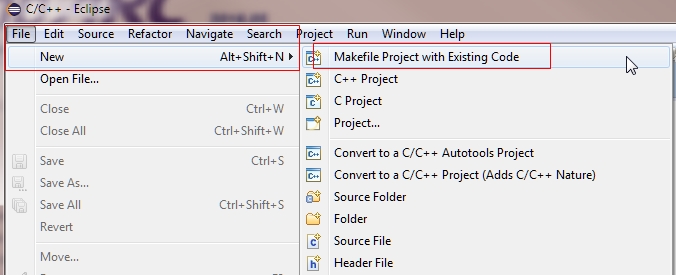 C/C++ - Eclipse
File Edit Source Refactor Navigate Search Project Run Window Help
New Alt+Shift+N
Open File...
Close Ctrl+W
Close All Ctrl+Shift+W
Save Ctrl+S
Save As...
Save All Ctrl+Shift+S
Revert
Move...
Makefile Project with Existing Code
C++ Project
C Project
Project...
Convert to a C/C++ Autotools Project
Convert to a C/C++ Project (Adds C/C++ Nature)
Source Folder
Folder
Source File
Header File